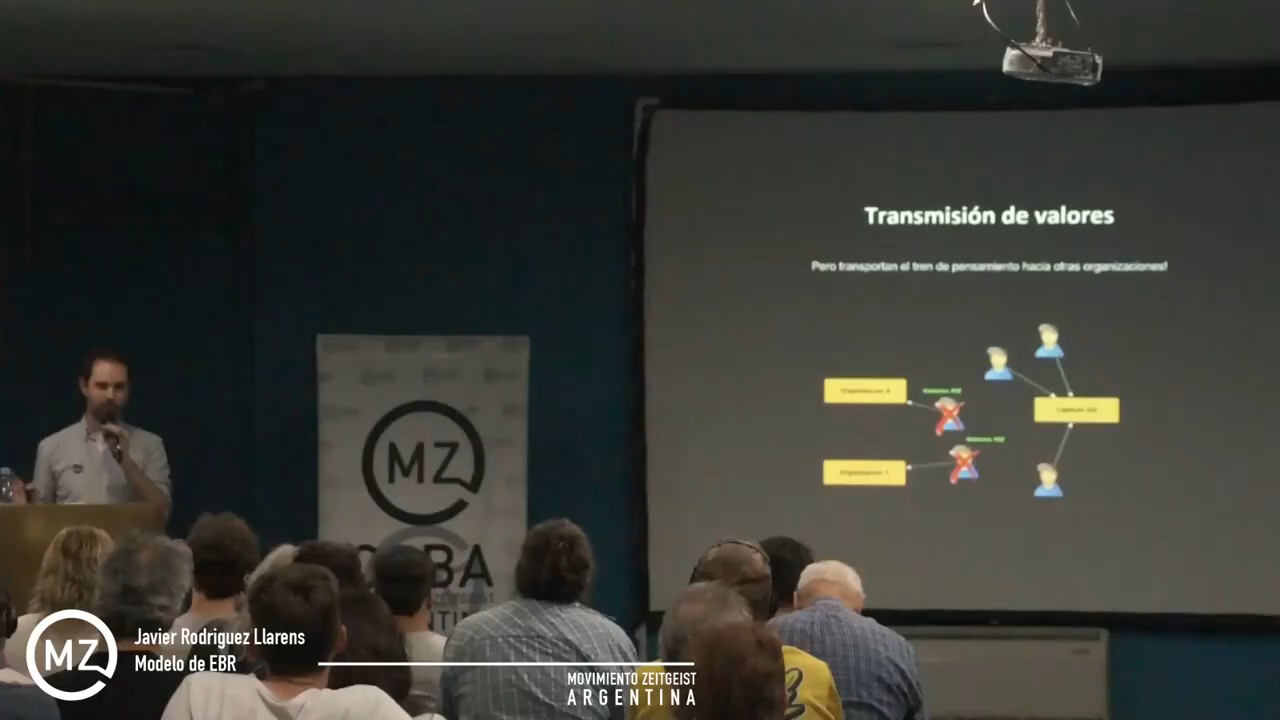 Transmisión de valores
Pero transportan el tren de pensamiento hacia otras organizaciones!
MZ
MZ
Javier Rodriguez Llarens
Modelo de EBR
MOVIMIENTO ZEITGEIST
ARGENTINA